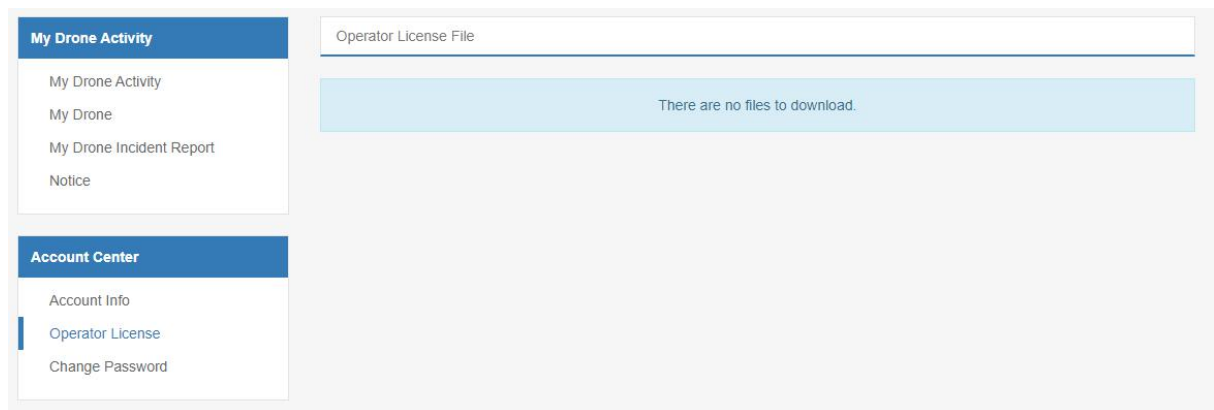 My Drone Activity
My Drone Activity
My Drone
My Drone Incident Report
Notice
Account Center
Account Info
Operator License
Change Password
Operator License File
There are no files to download.